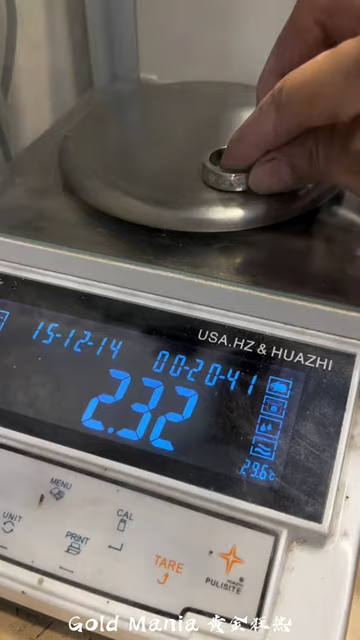 USA.HZ & HUAZHI
15-12-14
00-20-41
2.32
29.6℃
MENU
UNIT
CAL
PRINT
TARE
PULISITE
Gold Mania 黄金狂热